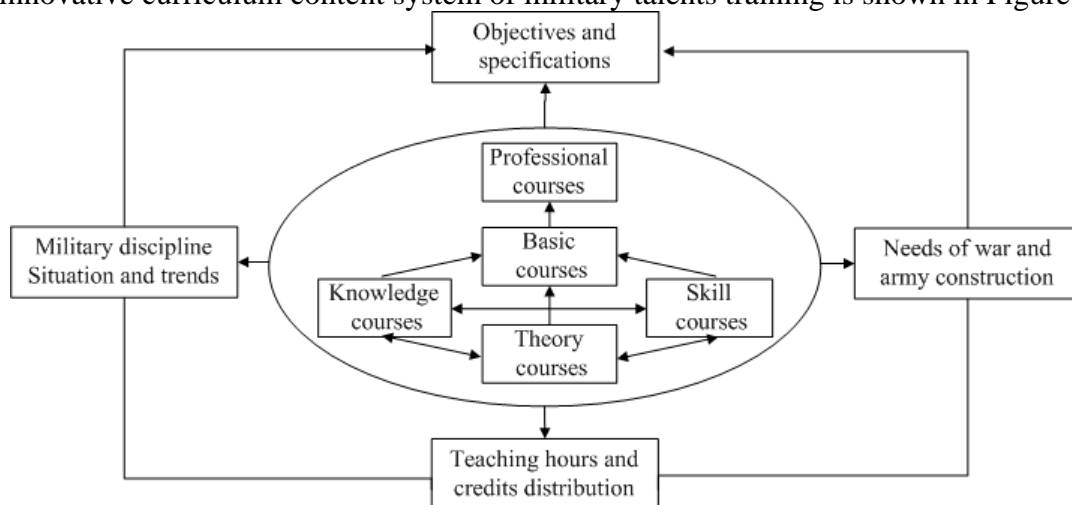 innovative curriculum content system of military talents training is shown in Figure
Objectives and
specifications
Professional
courses
Military discipline
Situation and trends
Basic
courses
Needs of war and
army construction
Knowledge
courses
Skill
courses
Theory
courses
Teaching hours and
credits distribution